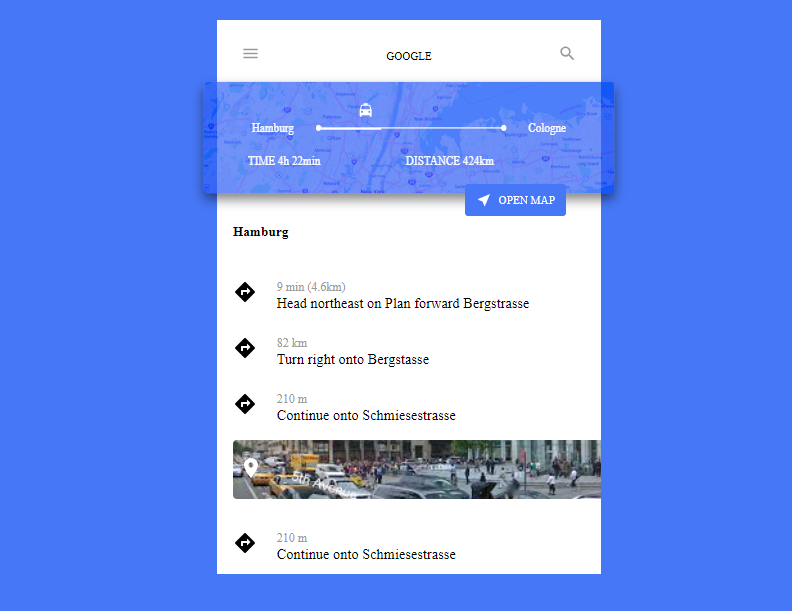 GOOGLE
Hamburg Cologne
TIME 4h 22min DISTANCE 424km
OPEN MAP
Hamburg
9 min (4.6km)
Head northeast on Plan forward Bergstrasse
82 km
Turn right onto Bergstasse
210 m
Continue onto Schmiesestrasse
5th Avenue
210 m
Continue onto Schmiesestrasse